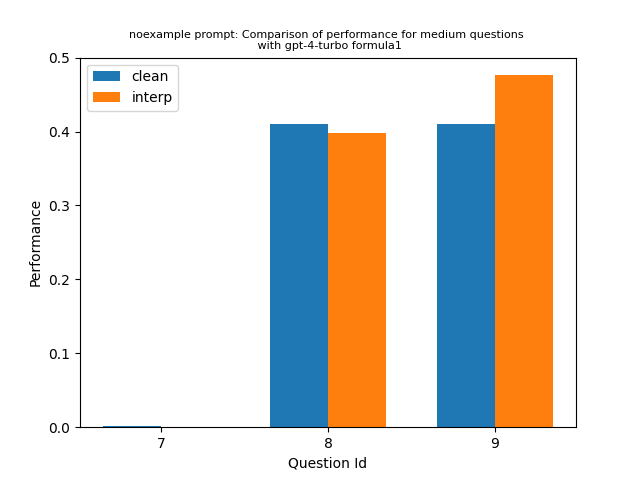 noexample prompt: Comparison of performance for medium questions
with gpt-4-turbo formula1
0.5
clean
interp
0.4
0.3
Performance
0.2
0.1
0.0
7 8 9
Question Id